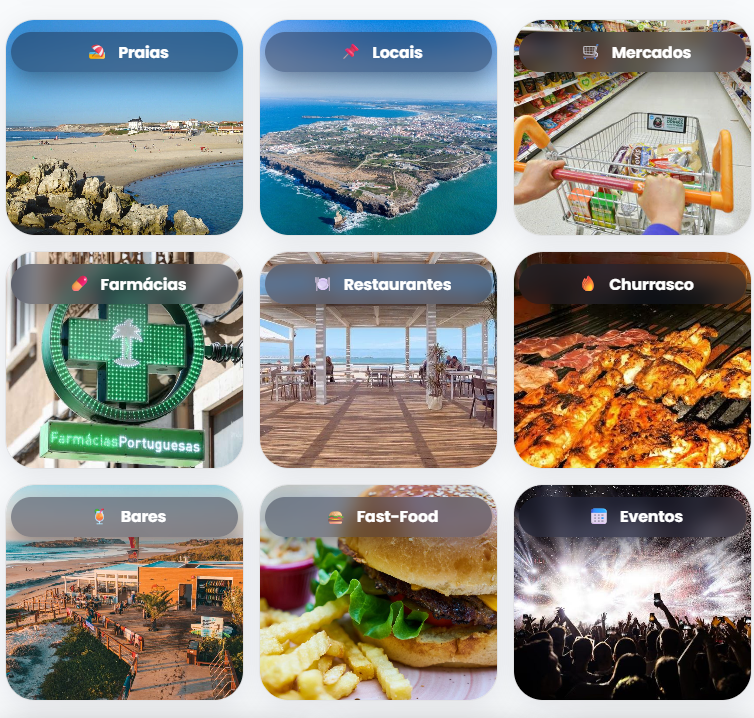 Praias
Locais
Mercados
Farmácias
Restaurantes
Churrasco
FarmáciasPortuguesas
Bares
Fast-Food
Eventos